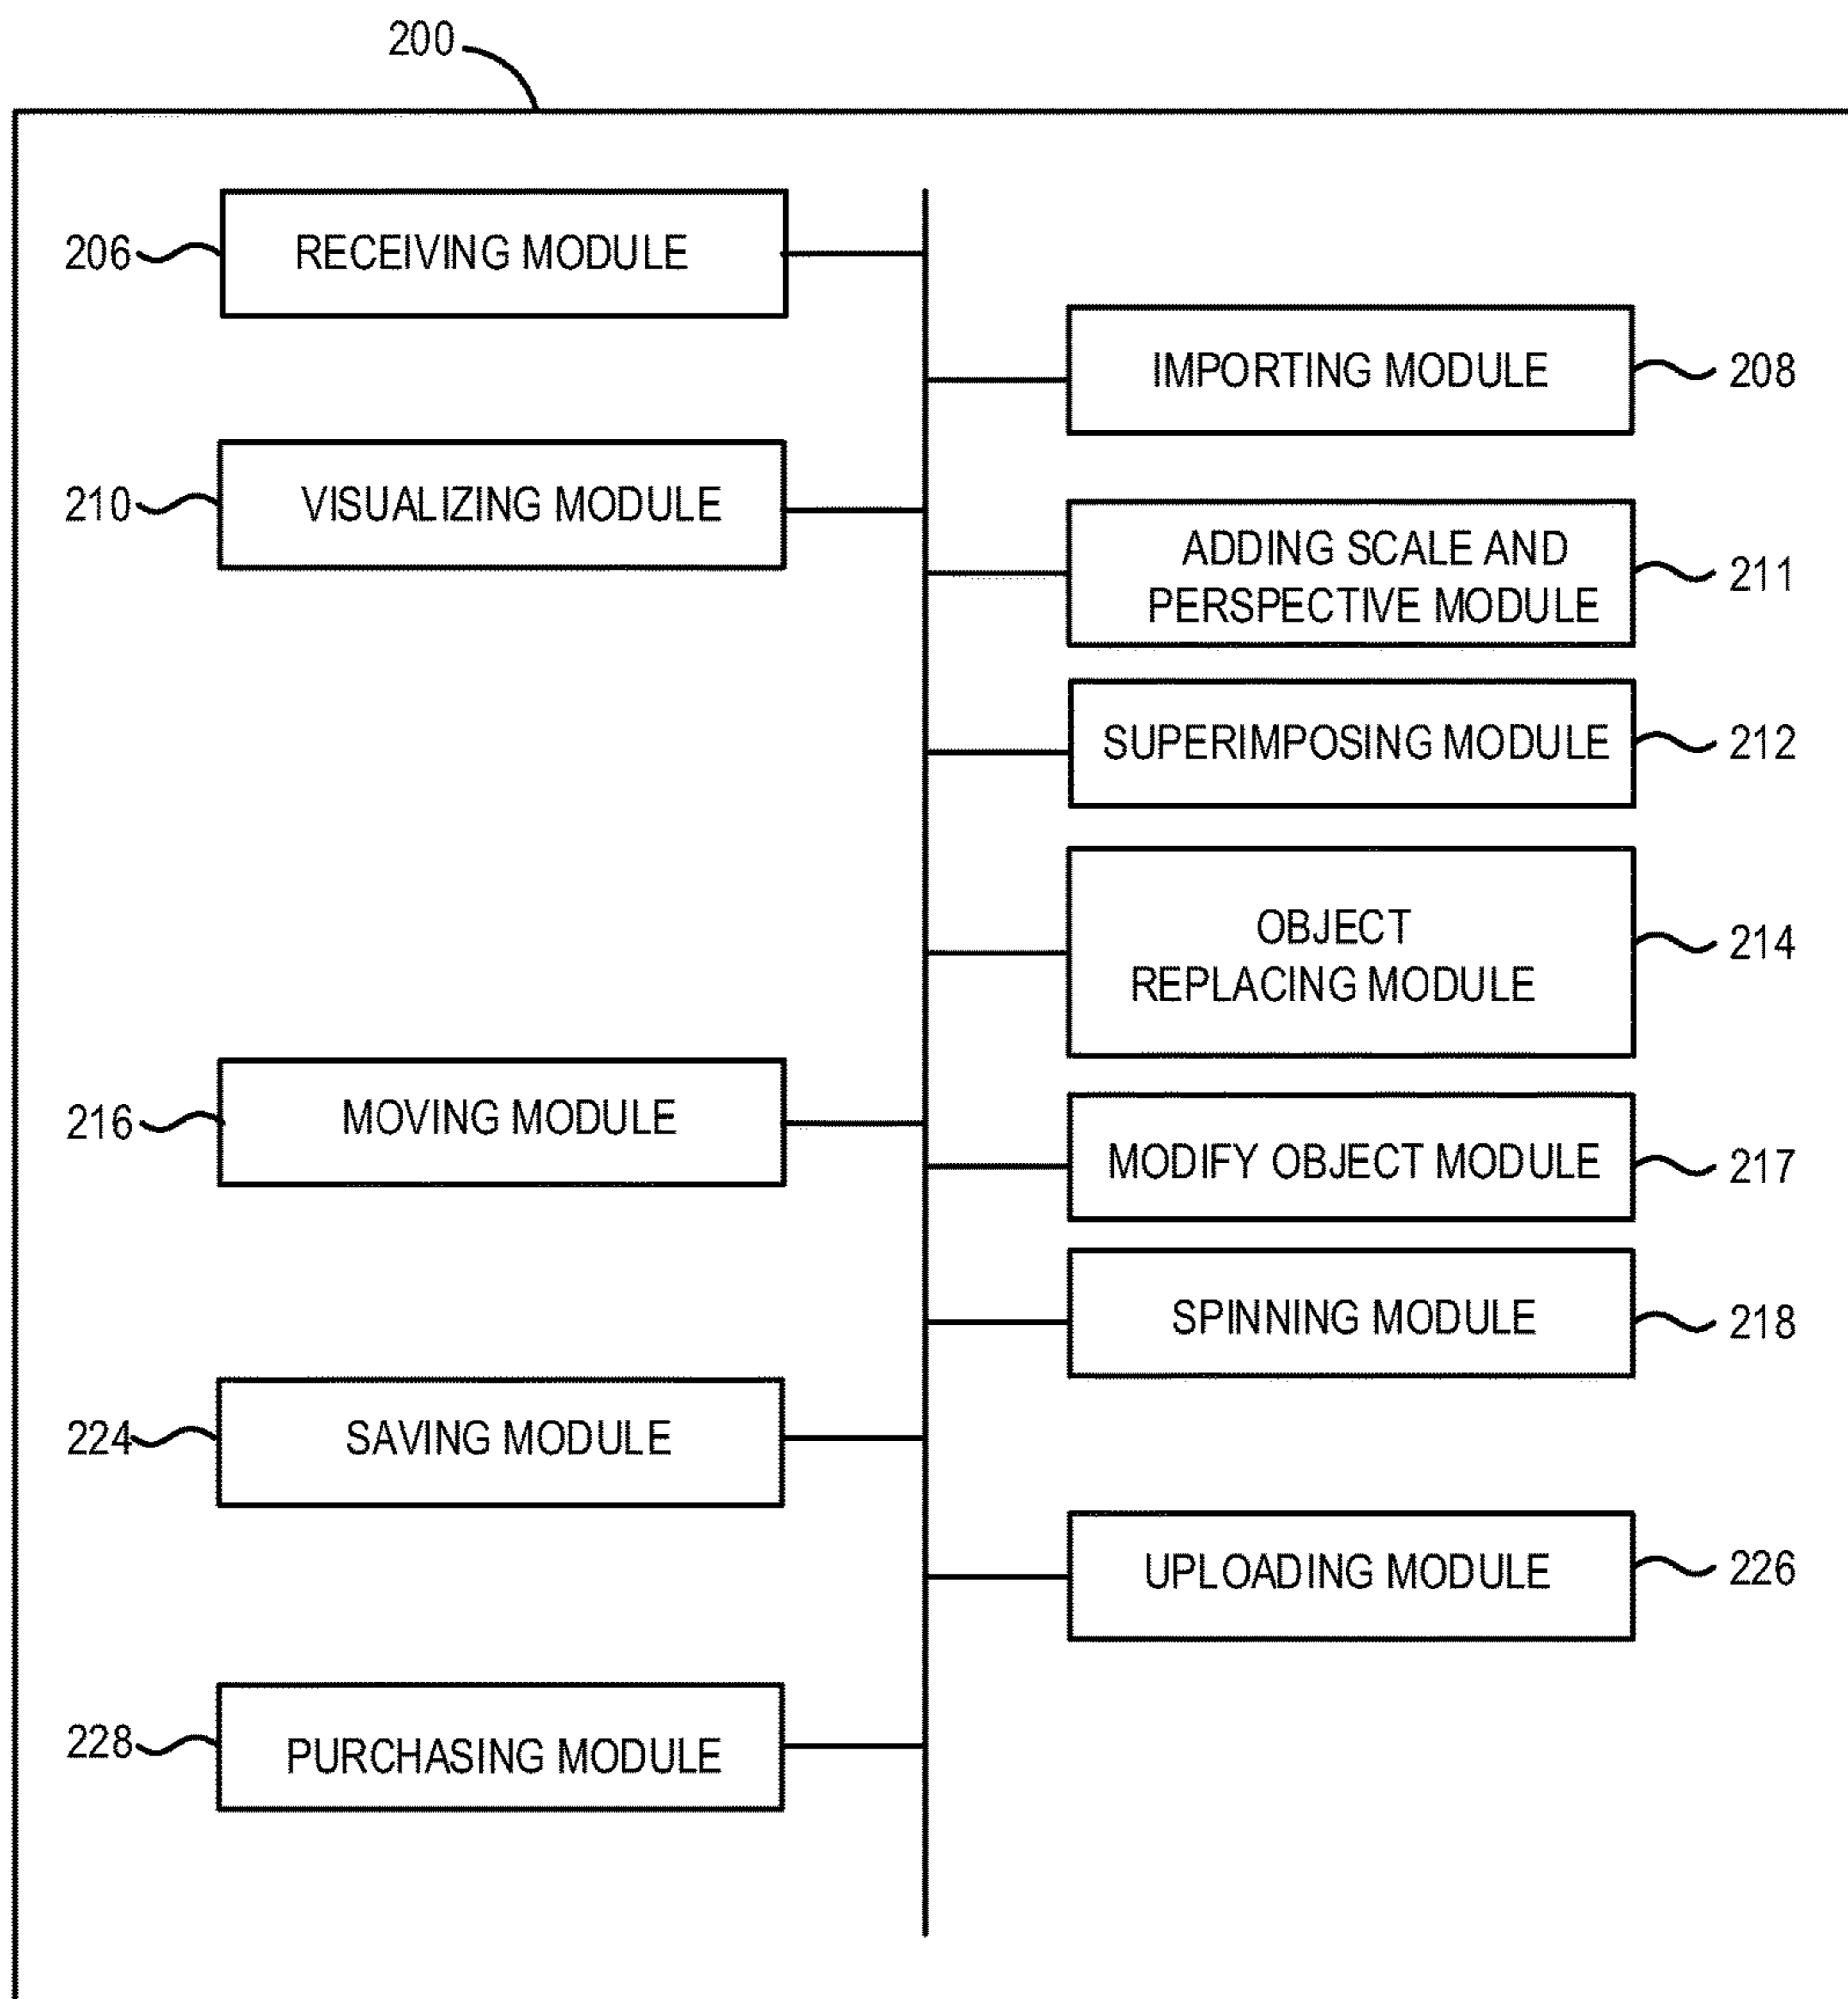 200
206 RECEIVING MODULE
IMPORTING MODULE 208
210 VISUALIZING MODULE
ADDING SCALE AND
PERSPECTIVE MODULE 211
SUPERIMPOSING MODULE 212
OBJECT
REPLACING MODULE 214
216 MOVING MODULE
MODIFY OBJECT MODULE 217
SPINNING MODULE 218
224 SAVING MODULE
UPLOADING MODULE 226
228 PURCHASING MODULE